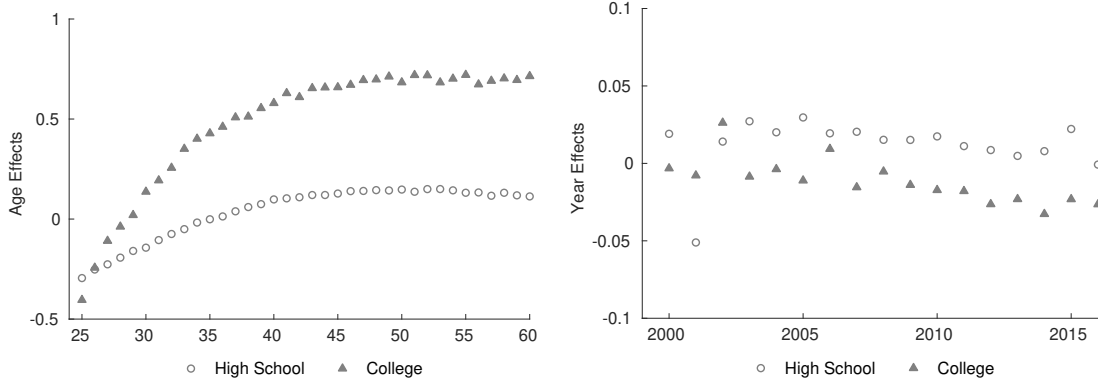 1
0.5
0
-0.5
Age Effects
25 30 35 40 45 50 55 60
High School College
0.1
0.05
0
-0.05
-0.1
Year Effects
2000 2005 2010 2015
High School College